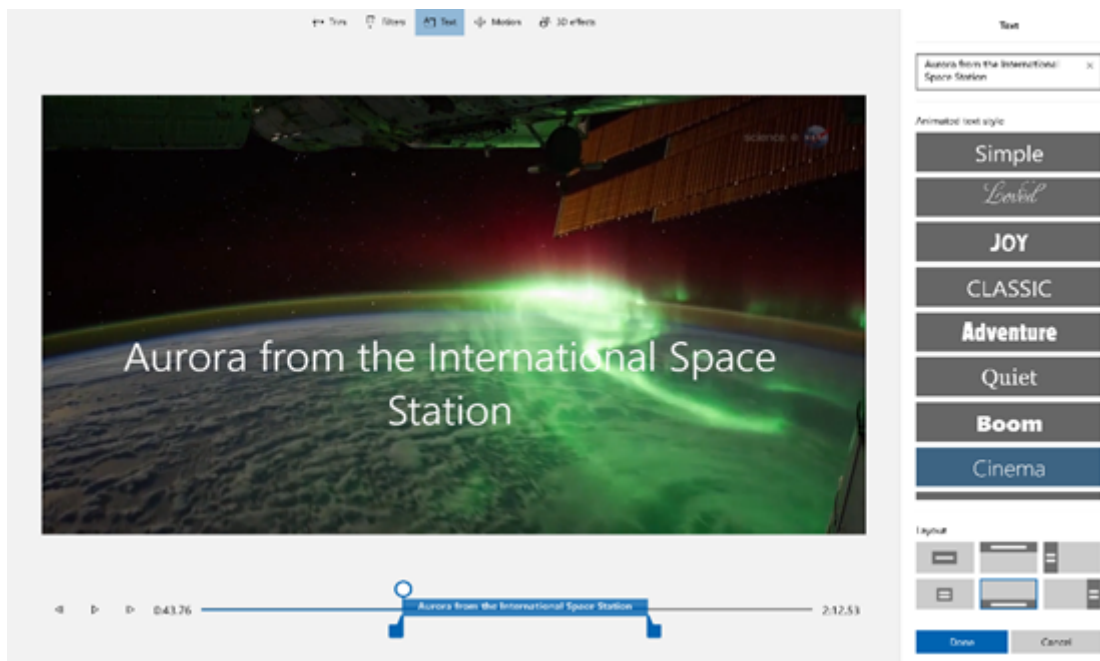 Trim Filters Text Motion 3D effects
Text
Aurora from the International
Space Station
Animated text style
Simple
Loved
JOY
CLASSIC
Adventure
Quiet
Boom
Cinema
science @ NASA
Aurora from the International Space
Station
Layout
0:43.76 Aurora from the International Space Station 2:12.53
Done Cancel